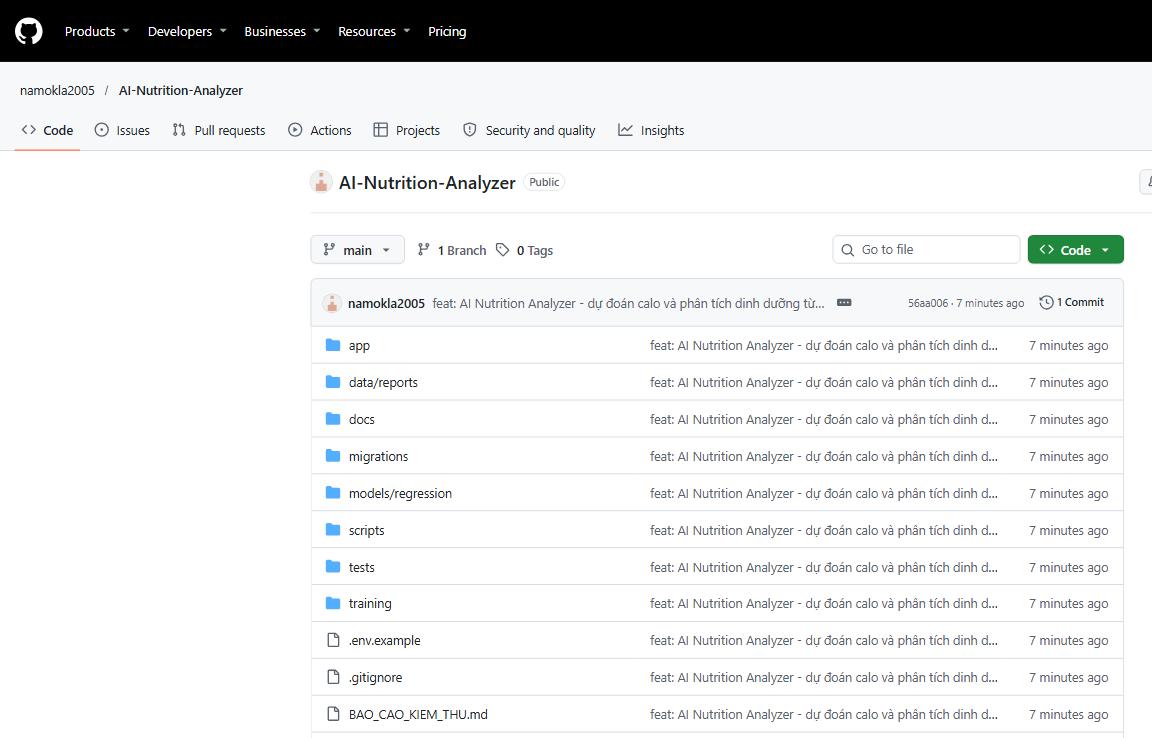 Products Developers Businesses Resources Pricing
namokla2005 / AI-Nutrition-Analyzer
Code Issues Pull requests Actions Projects Security and quality Insights
AI-Nutrition-Analyzer Public
main 1 Branch 0 Tags Go to file Code
namokla2005 feat: AI Nutrition Analyzer - dự đoán calo và phân tích dinh dưỡng từ... 56aa006 · 7 minutes ago 1 Commit
app feat: AI Nutrition Analyzer - dự đoán calo và phân tích dinh d... 7 minutes ago
data/reports feat: AI Nutrition Analyzer - dự đoán calo và phân tích dinh d... 7 minutes ago
docs feat: AI Nutrition Analyzer - dự đoán calo và phân tích dinh d... 7 minutes ago
migrations feat: AI Nutrition Analyzer - dự đoán calo và phân tích dinh d... 7 minutes ago
models/regression feat: AI Nutrition Analyzer - dự đoán calo và phân tích dinh d... 7 minutes ago
scripts feat: AI Nutrition Analyzer - dự đoán calo và phân tích dinh d... 7 minutes ago
tests feat: AI Nutrition Analyzer - dự đoán calo và phân tích dinh d... 7 minutes ago
training feat: AI Nutrition Analyzer - dự đoán calo và phân tích dinh d... 7 minutes ago
.env.example feat: AI Nutrition Analyzer - dự đoán calo và phân tích dinh d... 7 minutes ago
.gitignore feat: AI Nutrition Analyzer - dự đoán calo và phân tích dinh d... 7 minutes ago
BAO_CAO_KIEM_THU.md feat: AI Nutrition Analyzer - dự đoán calo và phân tích dinh d... 7 minutes ago